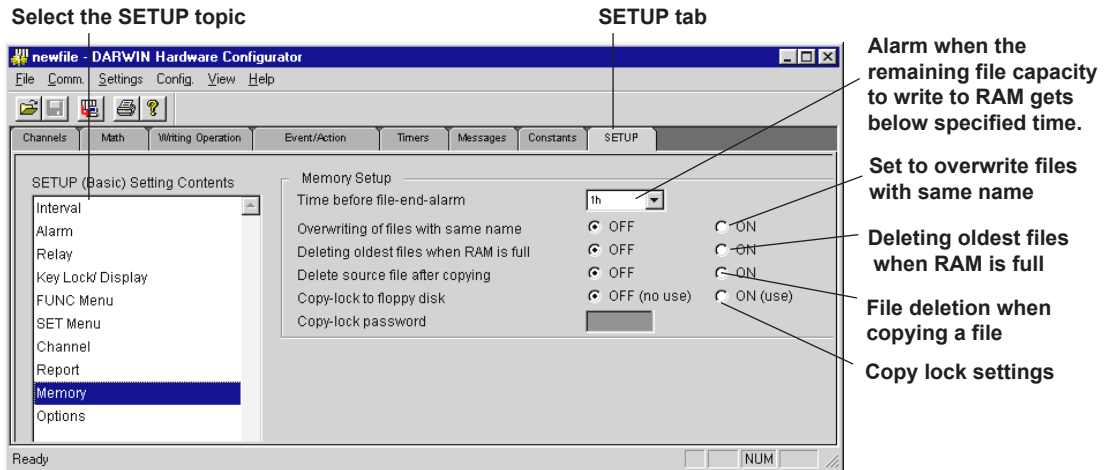 Select the SETUP topic
SETUP tab
newfile - DARWIN Hardware Configurator
File Comm. Settings Config. View Help
Channels Math Writing Operation Event/Action Timers Messages Constants SETUP
SETUP (Basic) Setting Contents
Interval
Alarm
Relay
Key Lock/ Display
FUNC Menu
SET Menu
Channel
Report
Memory
Options
Memory Setup
Time before file-end-alarm 1h
Overwriting of files with same name OFF ON
Deleting oldest files when RAM is full OFF ON
Delete source file after copying OFF ON
Copy-lock to floppy disk OFF (no use) ON (use)
Copy-lock password
Ready NUM
Alarm when the
remaining file capacity
to write to RAM gets
below specified time.
Set to overwrite files
with same name
Deleting oldest files
when RAM is full
File deletion when
copying a file
Copy lock settings